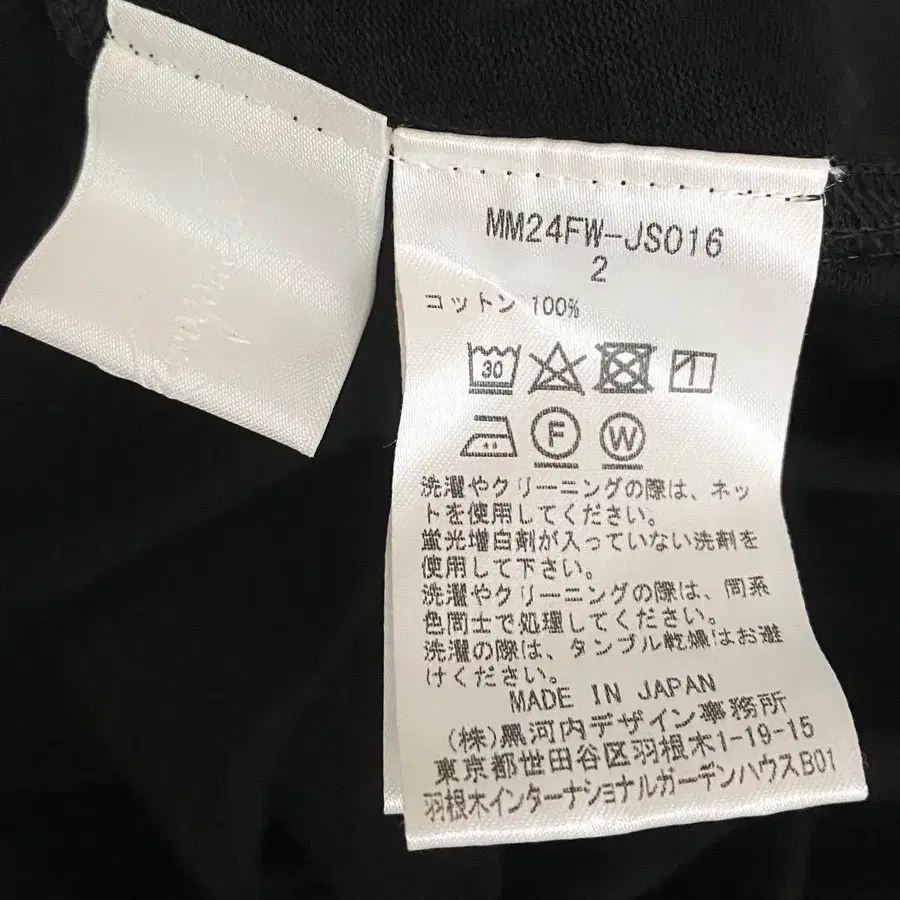 MM24FW-JS016
2
コットン 100%
30
F W
洗濯やクリーニングの際は、ネッ
トを使用してください。
蛍光増白剤が入っていない洗剤を
使用して下さい。
洗濯やクリーニングの際は、同系
色同士で処理してください。
洗濯の際は、タンブル乾燥はお避
けください。
MADE IN JAPAN
(株)黒河内デザイン事務所
東京都世田谷区羽根木1-19-15
羽根木インターナショナルガーデンハウスB01